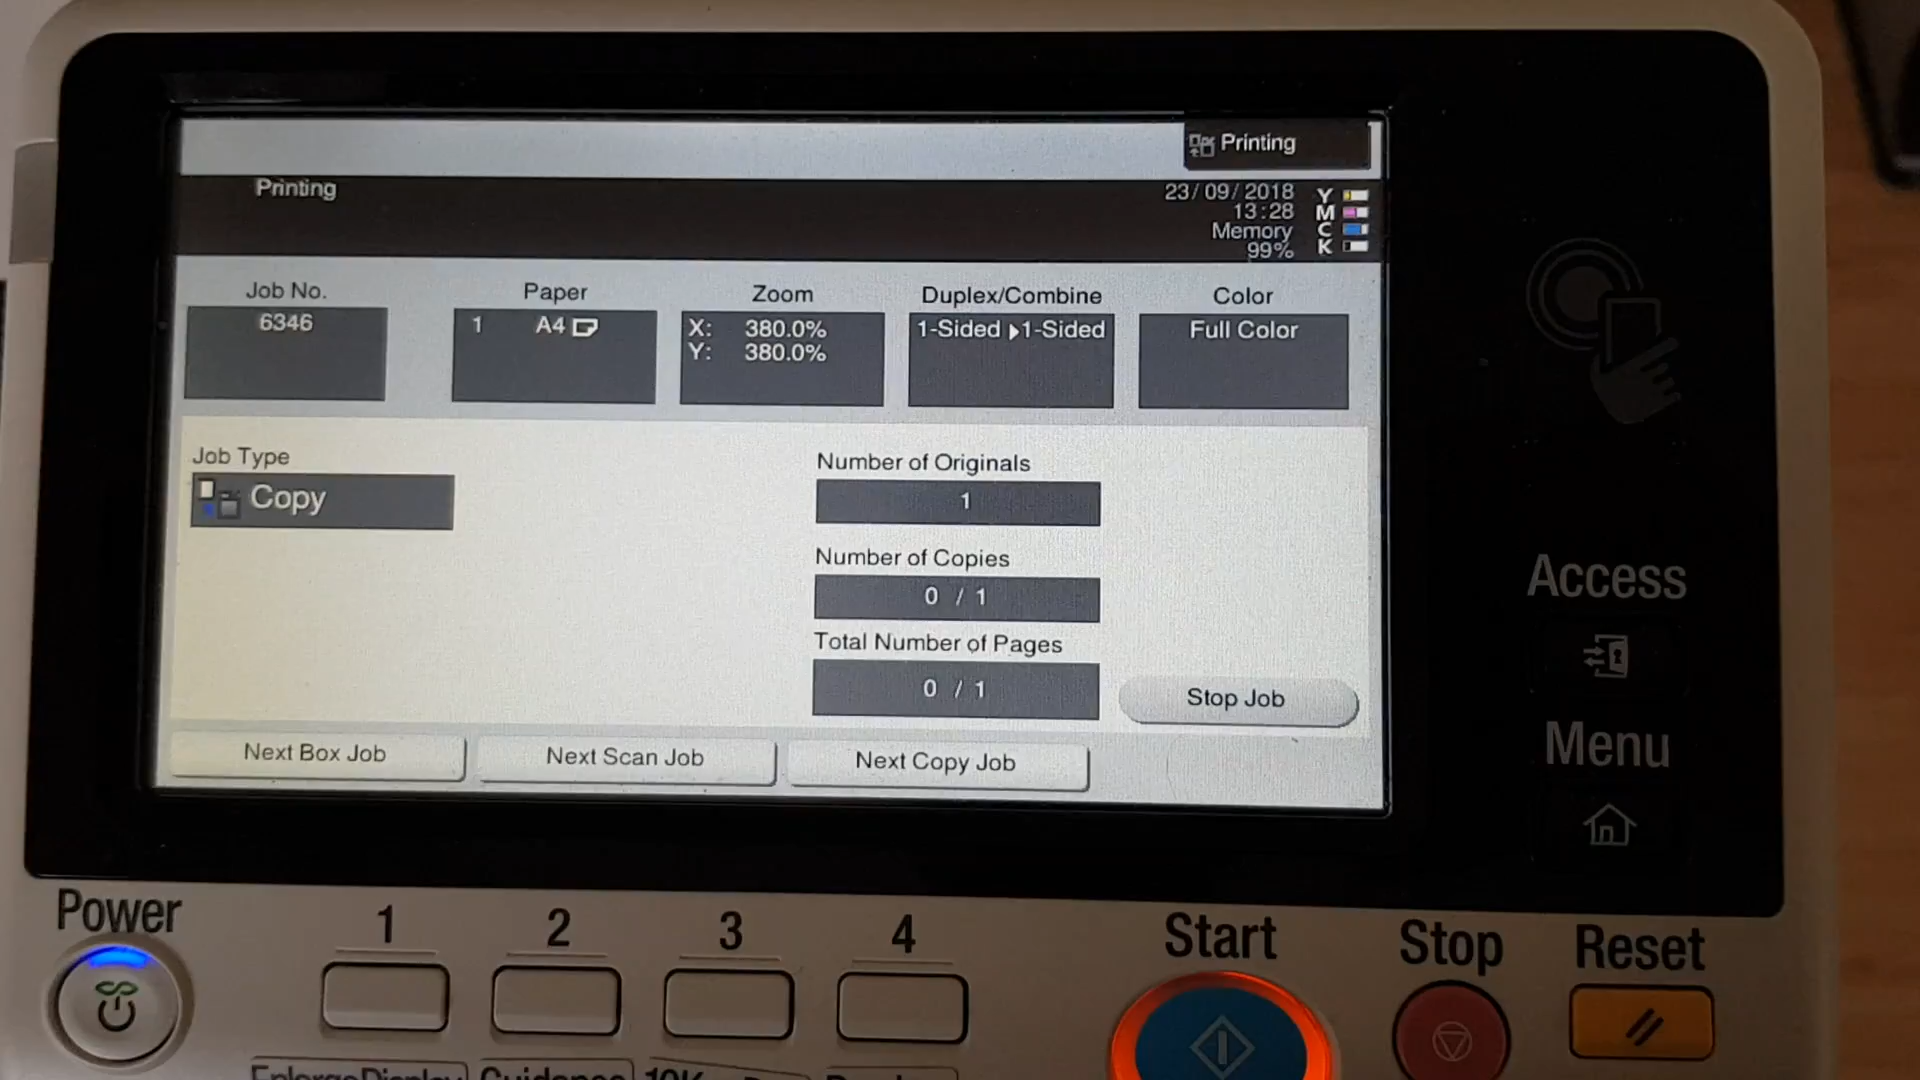 Printing
Printing
23/09/2018
13:28
Memory
99%
Y
M
C
K
Job No.
6346
Paper
1 A4
Zoom
X: 380.0%
Y: 380.0%
Duplex/Combine
1-Sided ▶1-Sided
Color
Full Color
Job Type
Copy
Number of Originals
1
Number of Copies
0 / 1
Total Number of Pages
0 / 1
Stop Job
Next Box Job
Next Scan Job
Next Copy Job
Access
Menu
Power
1
2
3
4
Start
Stop
Reset
EnlargeDisplay
Guidance